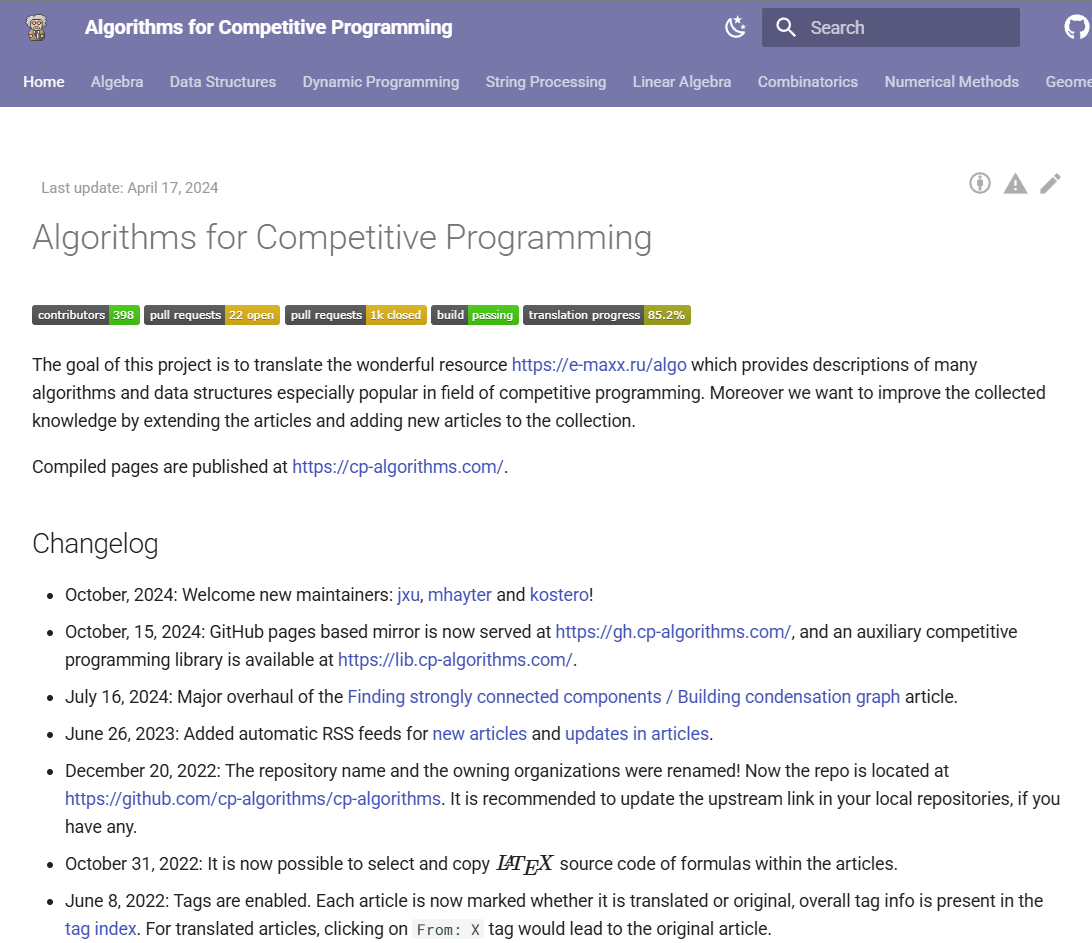 Algorithms for Competitive Programming
Search
Home Algebra Data Structures Dynamic Programming String Processing Linear Algebra Combinatorics Numerical Methods Geome
Last update: April 17, 2024
Algorithms for Competitive Programming
contributors 398 pull requests 22 open pull requests 1k closed build passing translation progress 85.2%
The goal of this project is to translate the wonderful resource https://e-maxx.ru/algo which provides descriptions of many
algorithms and data structures especially popular in field of competitive programming. Moreover we want to improve the collected
knowledge by extending the articles and adding new articles to the collection.
Compiled pages are published at https://cp-algorithms.com/.
Changelog
• October, 2024: Welcome new maintainers: jxu, mhayter and kostero!
• October, 15, 2024: GitHub pages based mirror is now served at https://gh.cp-algorithms.com/, and an auxiliary competitive
programming library is available at https://lib.cp-algorithms.com/.
• July 16, 2024: Major overhaul of the Finding strongly connected components / Building condensation graph article.
• June 26, 2023: Added automatic RSS feeds for new articles and updates in articles.
• December 20, 2022: The repository name and the owning organizations were renamed! Now the repo is located at
https://github.com/cp-algorithms/cp-algorithms. It is recommended to update the upstream link in your local repositories, if you
have any.
• October 31, 2022: It is now possible to select and copy LATEX source code of formulas within the articles.
• June 8, 2022: Tags are enabled. Each article is now marked whether it is translated or original, overall tag info is present in the
tag index. For translated articles, clicking on From: X tag would lead to the original article.